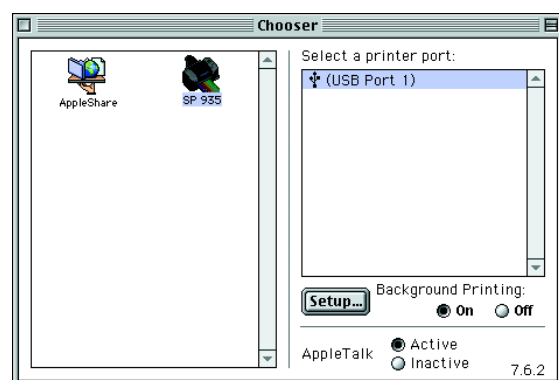 Chooser
AppleShare
SP 935
Select a printer port:
(USB Port 1)
Setup...
Background Printing:
On Off
AppleTalk
Active
Inactive
7.6.2